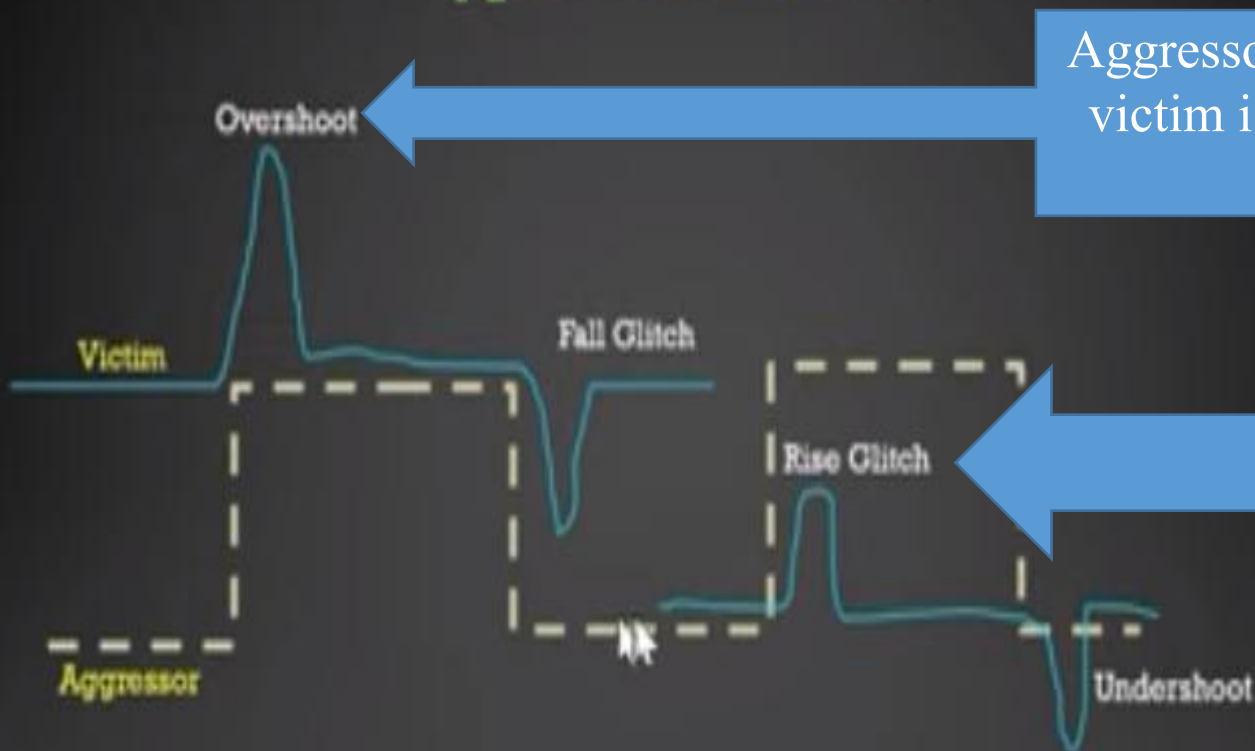 Aggresso
victim i
Overshoot
Victim
Fall Glitch
Rise Glitch
Aggressor
Undershoot